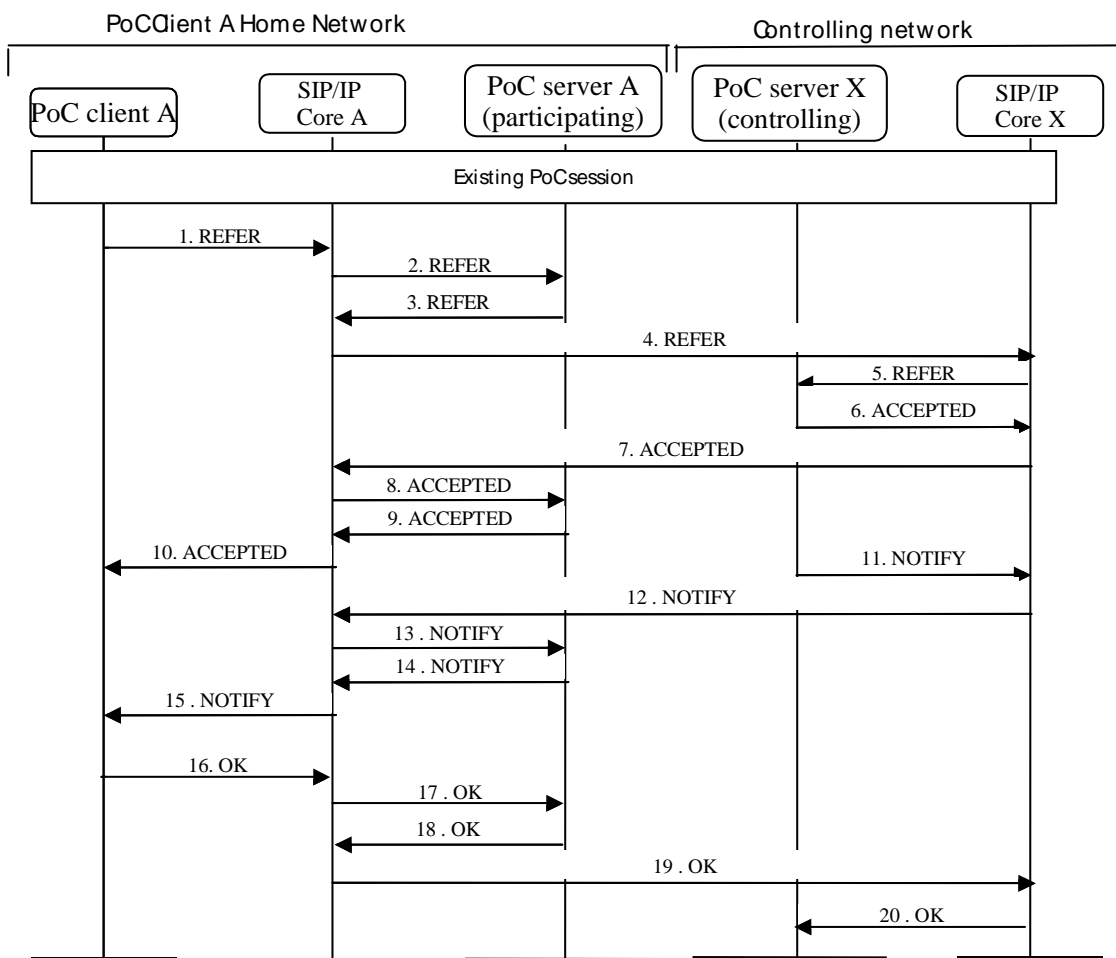 PoC Client A Home Network
Controlling network
PoC client A
SIP/IP
Core A
PoC server A
(participating)
PoC server X
(controlling)
SIP/IP
Core X
Existing PoC session
1. REFER
2. REFER
3. REFER
4. REFER
5. REFER
6. ACCEPTED
7. ACCEPTED
8. ACCEPTED
9. ACCEPTED
10. ACCEPTED
11. NOTIFY
12 . NOTIFY
13 . NOTIFY
14 . NOTIFY
15 . NOTIFY
16. OK
17 . OK
18 . OK
19 . OK
20 . OK